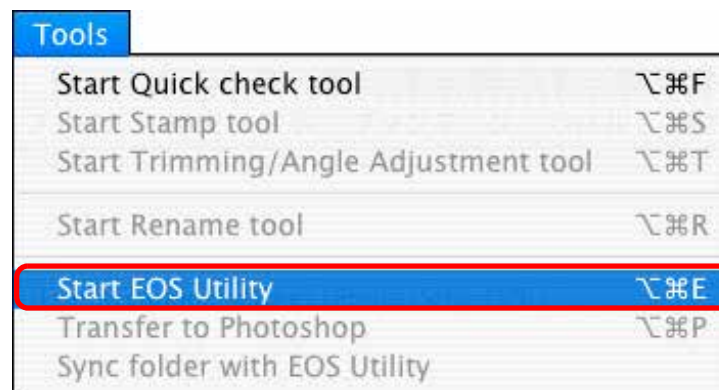 Tools
Start Quick check tool ⌥⌘F
Start Stamp tool ⌥⌘S
Start Trimming/Angle Adjustment tool ⌥⌘T
Start Rename tool ⌥⌘R
Start EOS Utility ⌥⌘E
Transfer to Photoshop ⌥⌘P
Sync folder with EOS Utility